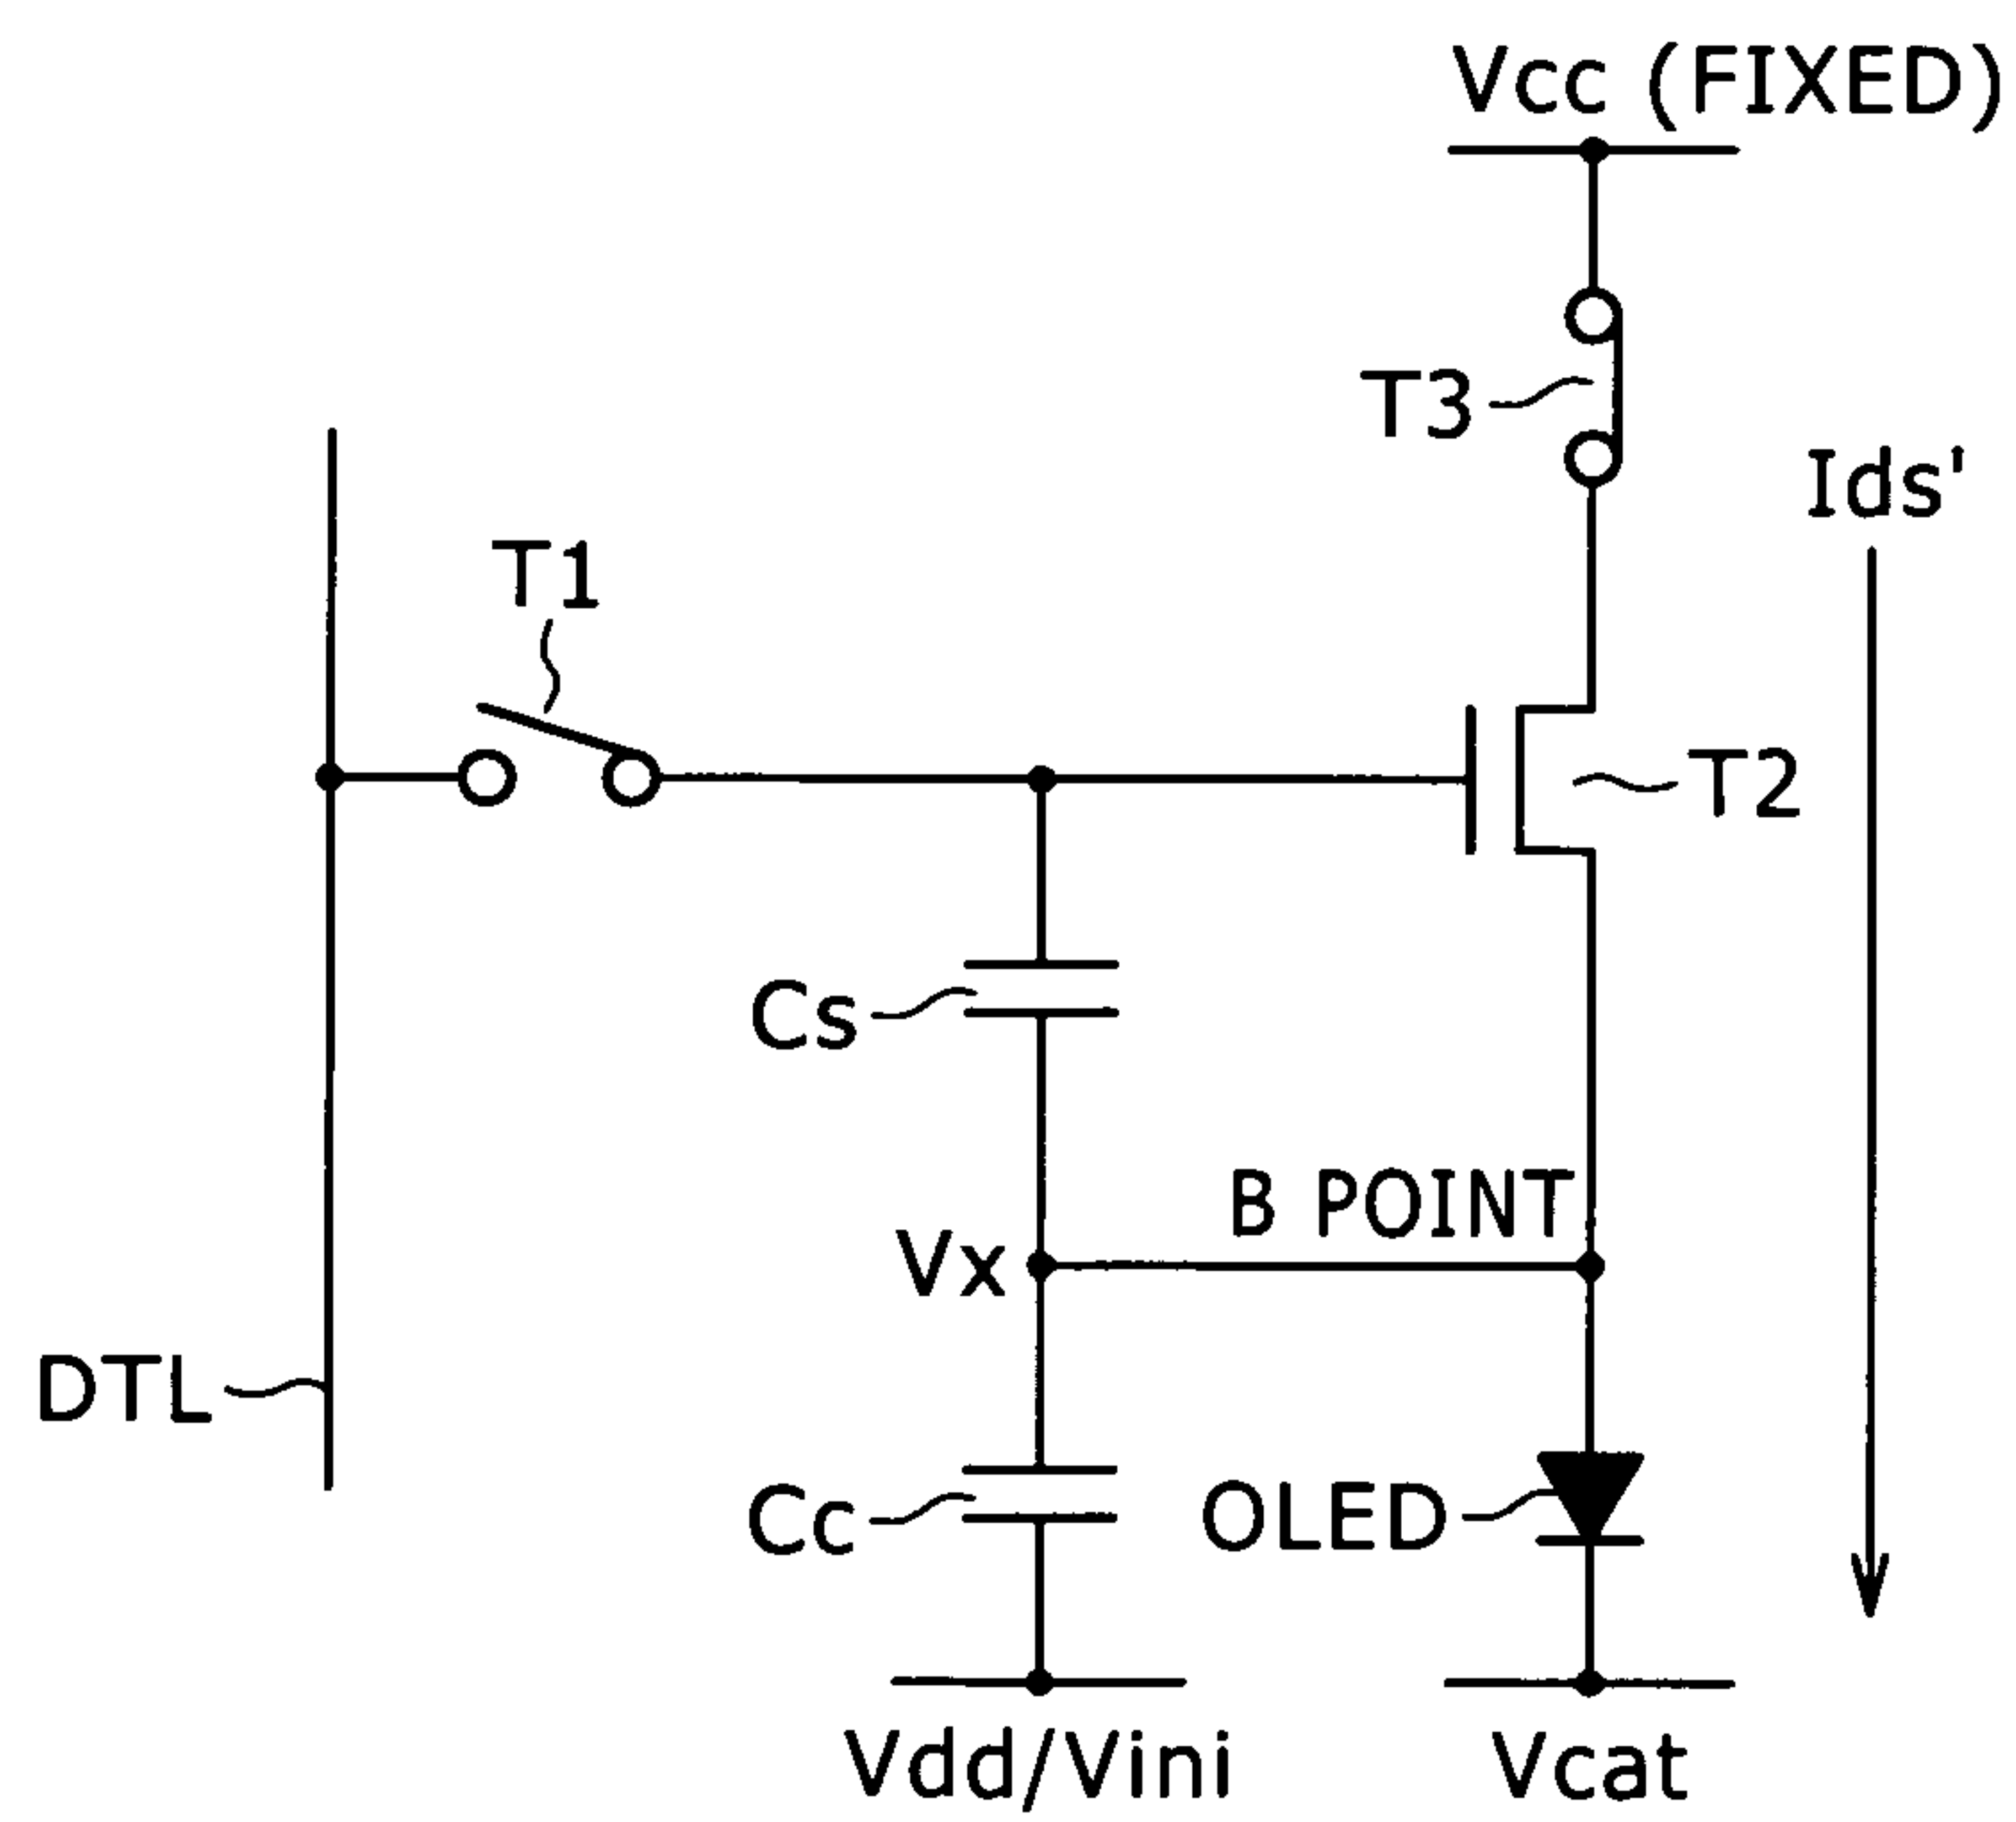 Vcc (FIXED)
T3
Ids'
T1
T2
Cs
B POINT
Vx
DTL
Cc
OLED
Vdd/Vini
Vcat